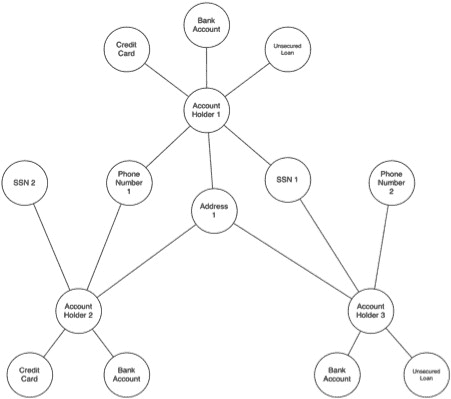 Bank
Account
Credit
Card
Unsecured
Loan
Account
Holder 1
SSN 2
Phone
Number
1
SSN 1
Phone
Number
2
Address
1
Account
Holder 2
Account
Holder 3
Credit
Card
Bank
Account
Bank
Account
Unsecured
Loan